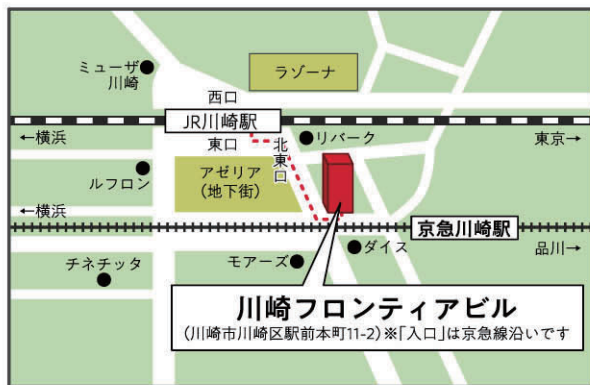 ミューザ
川崎
ラゾーナ
西口
JR川崎駅
←横浜
東口
北東口
リバーク
東京→
ルフロン
アゼリア
(地下街)
←横浜
京急川崎駅
品川→
チネチッタ
モアーズ
ダイス
川崎フロンティアビル
(川崎市川崎区駅前本町11-2)※「入口」は京急線沿いです